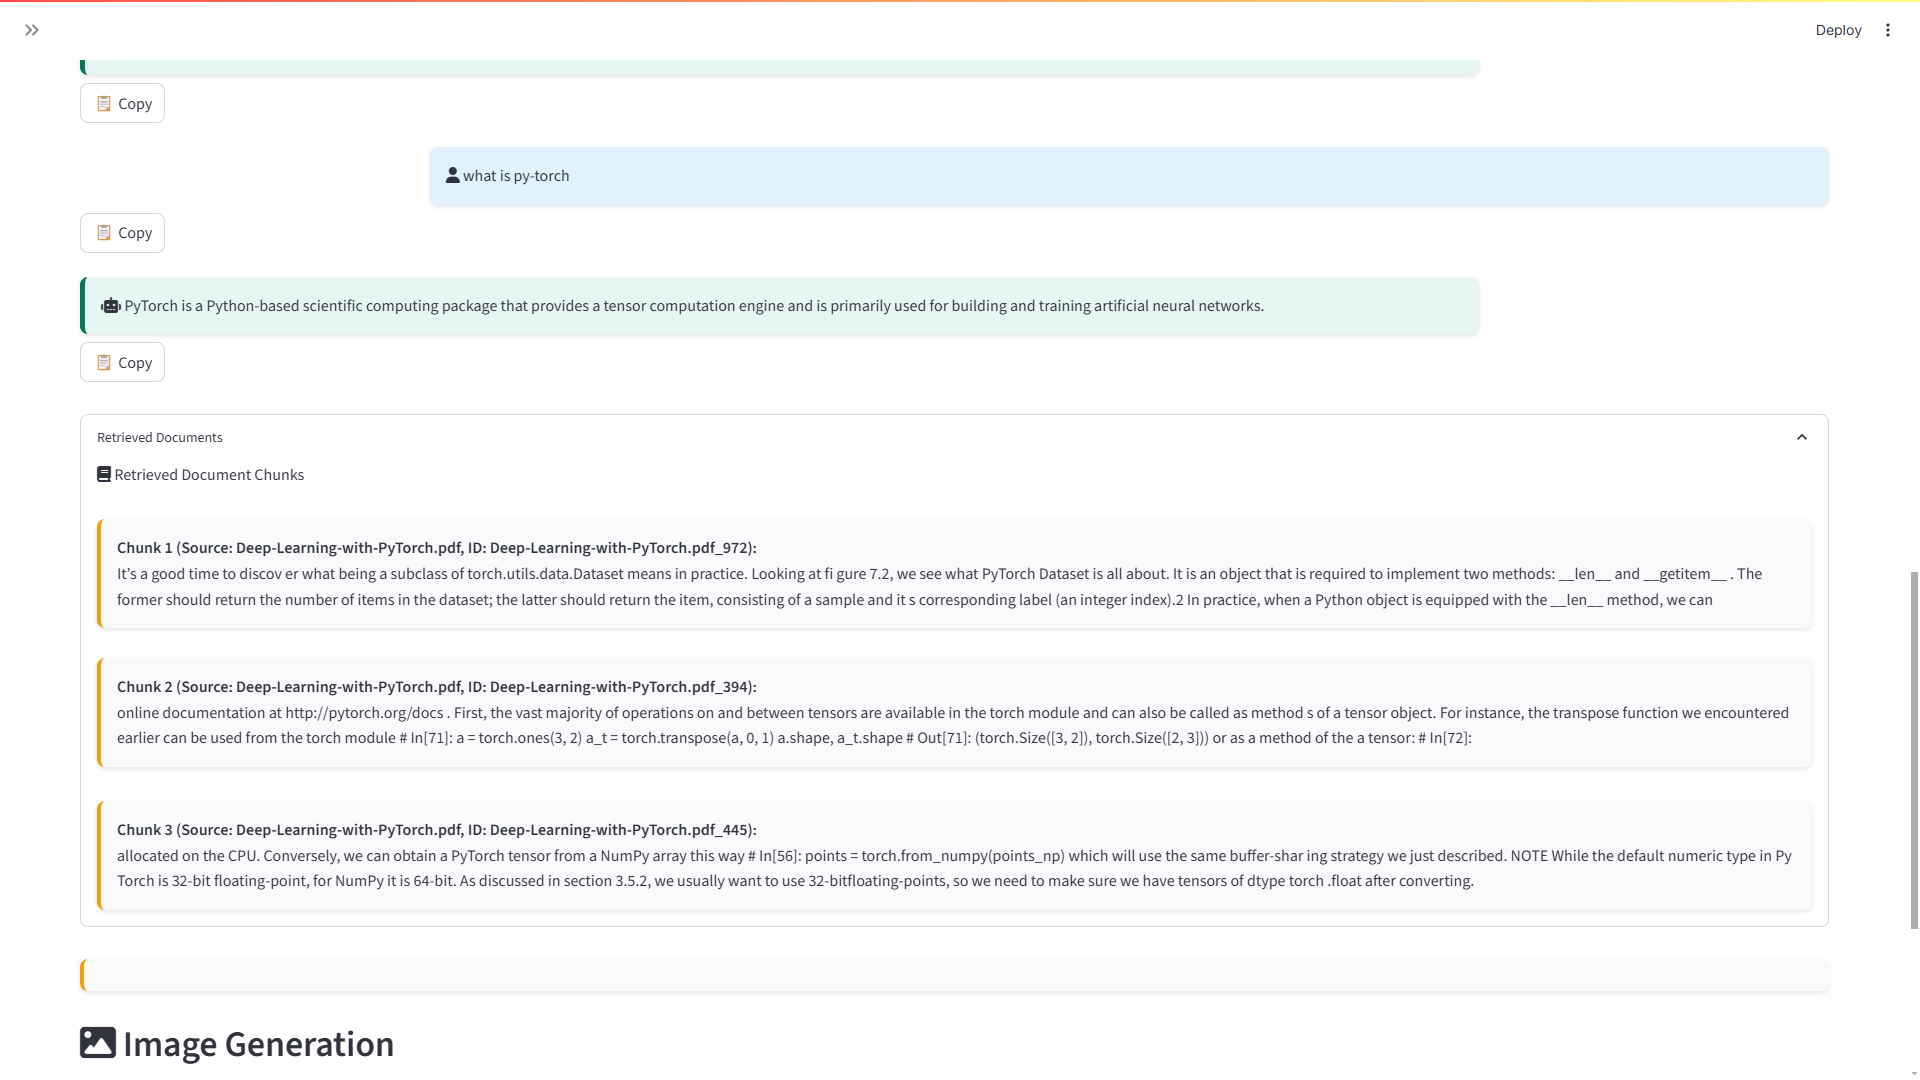 Deploy
Copy
what is py-torch
Copy
PyTorch is a Python-based scientific computing package that provides a tensor computation engine and is primarily used for building and training artificial neural networks.
Copy
Retrieved Documents
Retrieved Document Chunks
Chunk 1 (Source: Deep-Learning-with-PyTorch.pdf, ID: Deep-Learning-with-PyTorch.pdf_972):
It’s a good time to discov er what being a subclass of torch.utils.data.Dataset means in practice. Looking at fi gure 7.2, we see what PyTorch Dataset is all about. It is an object that is required to implement two methods: __len__ and __getitem__ . The
former should return the number of items in the dataset; the latter should return the item, consisting of a sample and it s corresponding label (an integer index).2 In practice, when a Python object is equipped with the __len__ method, we can
Chunk 2 (Source: Deep-Learning-with-PyTorch.pdf, ID: Deep-Learning-with-PyTorch.pdf_394):
online documentation at http://pytorch.org/docs . First, the vast majority of operations on and between tensors are available in the torch module and can also be called as method s of a tensor object. For instance, the transpose function we encountered
earlier can be used from the torch module # In[71]: a = torch.ones(3, 2) a_t = torch.transpose(a, 0, 1) a.shape, a_t.shape # Out[71]: (torch.Size([3, 2]), torch.Size([2, 3])) or as a method of the a tensor: # In[72]:
Chunk 3 (Source: Deep-Learning-with-PyTorch.pdf, ID: Deep-Learning-with-PyTorch.pdf_445):
allocated on the CPU. Conversely, we can obtain a PyTorch tensor from a NumPy array this way # In[56]: points = torch.from_numpy(points_np) which will use the same buffer-shar ing strategy we just described. NOTE While the default numeric type in Py
Torch is 32-bit floating-point, for NumPy it is 64-bit. As discussed in section 3.5.2, we usually want to use 32-bitfloating-points, so we need to make sure we have tensors of dtype torch .float after converting.
Image Generation